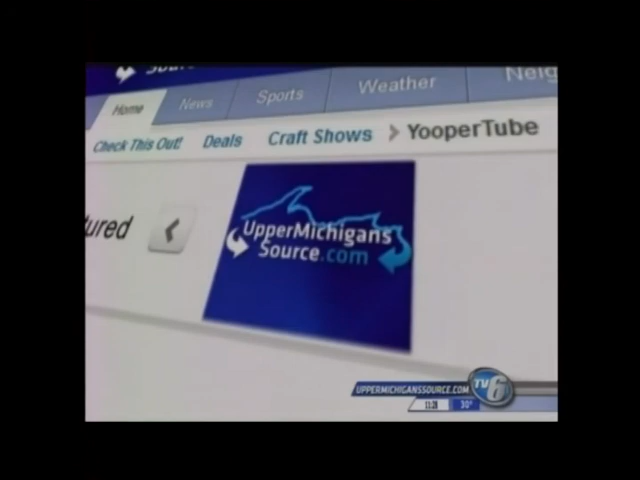 Home News Sports Weather
Check This Out! Deals Craft Shows YooperTube
UpperMichigans
Source.com
UPPERMICHIGANSSOURCE.COM
TV6
11:28 30°